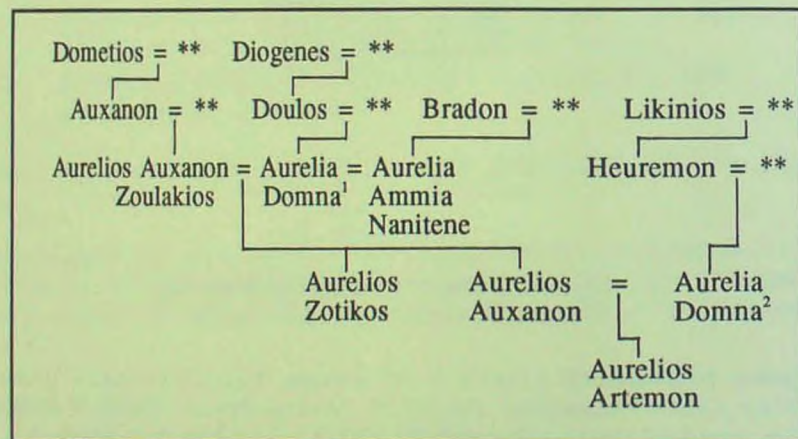 Dometios = ** Diogenes = **
Auxanon = ** Doulos = ** Bradon = ** Likinios = **
Aurelios Auxanon = Aurelia = Aurelia Heuremon = **
Zoulakios Domna¹ Ammia
Nanitene
Aurelios Aurelios = Aurelia
Zotikos Auxanon Domna²
Aurelios
Artemon